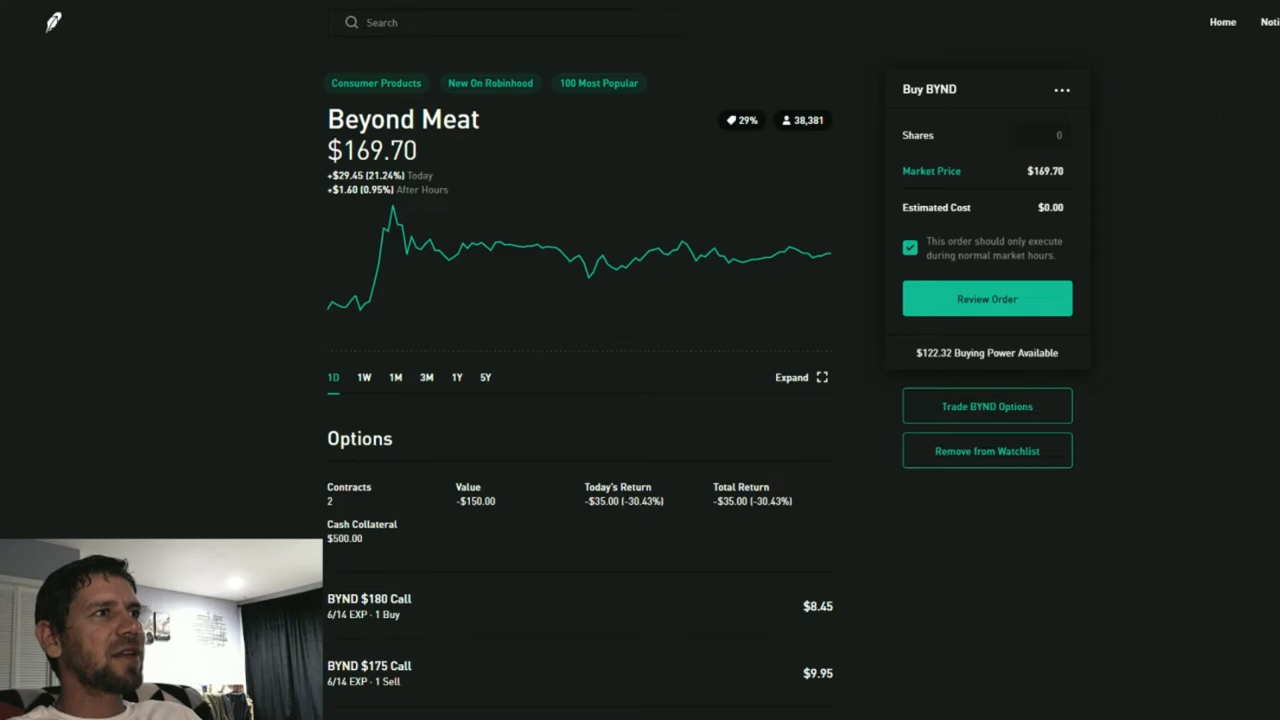 Search
Home
Noti
Consumer Products New On Robinhood 100 Most Popular
Beyond Meat
29% 38,381
$169.70
+$29.45 (21.24%) Today
+$1.60 (0.95%) After Hours
1D 1W 1M 3M 1Y 5Y
Expand
Options
Contracts Value Today's Return Total Return
2 -$150.00 -$35.00 (-30.43%) -$35.00 (-30.43%)
Cash Collateral
$500.00
BYND $180 Call
6/14 EXP · 1 Buy
$8.45
BYND $175 Call
6/14 EXP · 1 Sell
$9.95
Buy BYND
Shares 0
Market Price $169.70
Estimated Cost $0.00
This order should only execute
during normal market hours.
Review Order
$122.32 Buying Power Available
Trade BYND Options
Remove from Watchlist